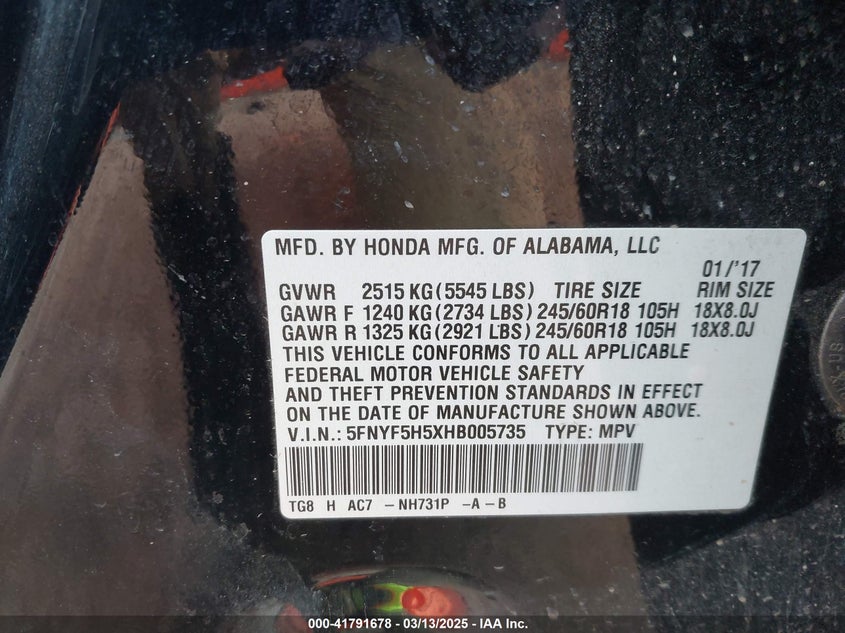 MFD. BY HONDA MFG. OF ALABAMA, LLC
01/'17
GVWR 2515 KG (5545 LBS) TIRE SIZE RIM SIZE
GAWR F 1240 KG (2734 LBS) 245/60R18 105H 18X8.0J
GAWR R 1325 KG (2921 LBS) 245/60R18 105H 18X8.0J
THIS VEHICLE CONFORMS TO ALL APPLICABLE
FEDERAL MOTOR VEHICLE SAFETY
AND THEFT PREVENTION STANDARDS IN EFFECT
ON THE DATE OF MANUFACTURE SHOWN ABOVE.
V.I.N.: 5FNYF5H5XHB005735 TYPE: MPV
TG8 H AC7 -NH731P -A-B
000-41791678 - 03/13/2025 - IAA Inc.